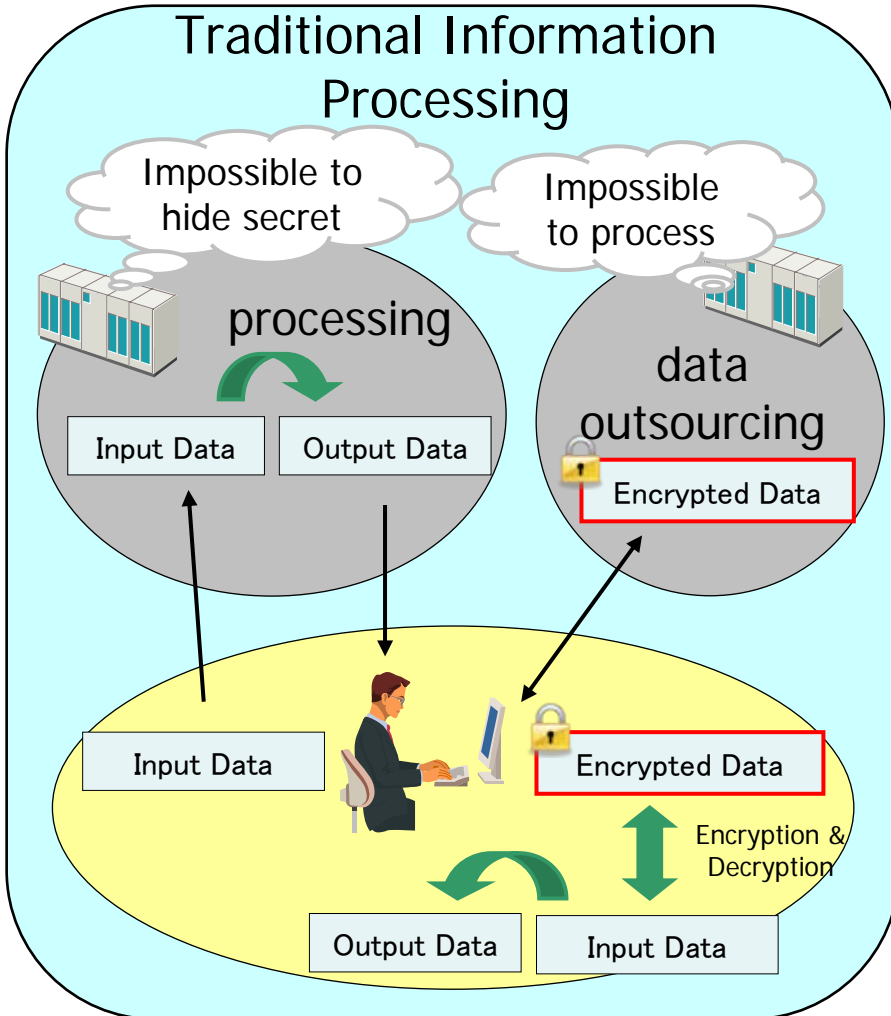 Traditional Information
Processing
Impossible to
hide secret
Impossible
to process
processing
data
outsourcing
Input Data
Output Data
Encrypted Data
Input Data
Encrypted Data
Encryption &
Decryption
Output Data
Input Data